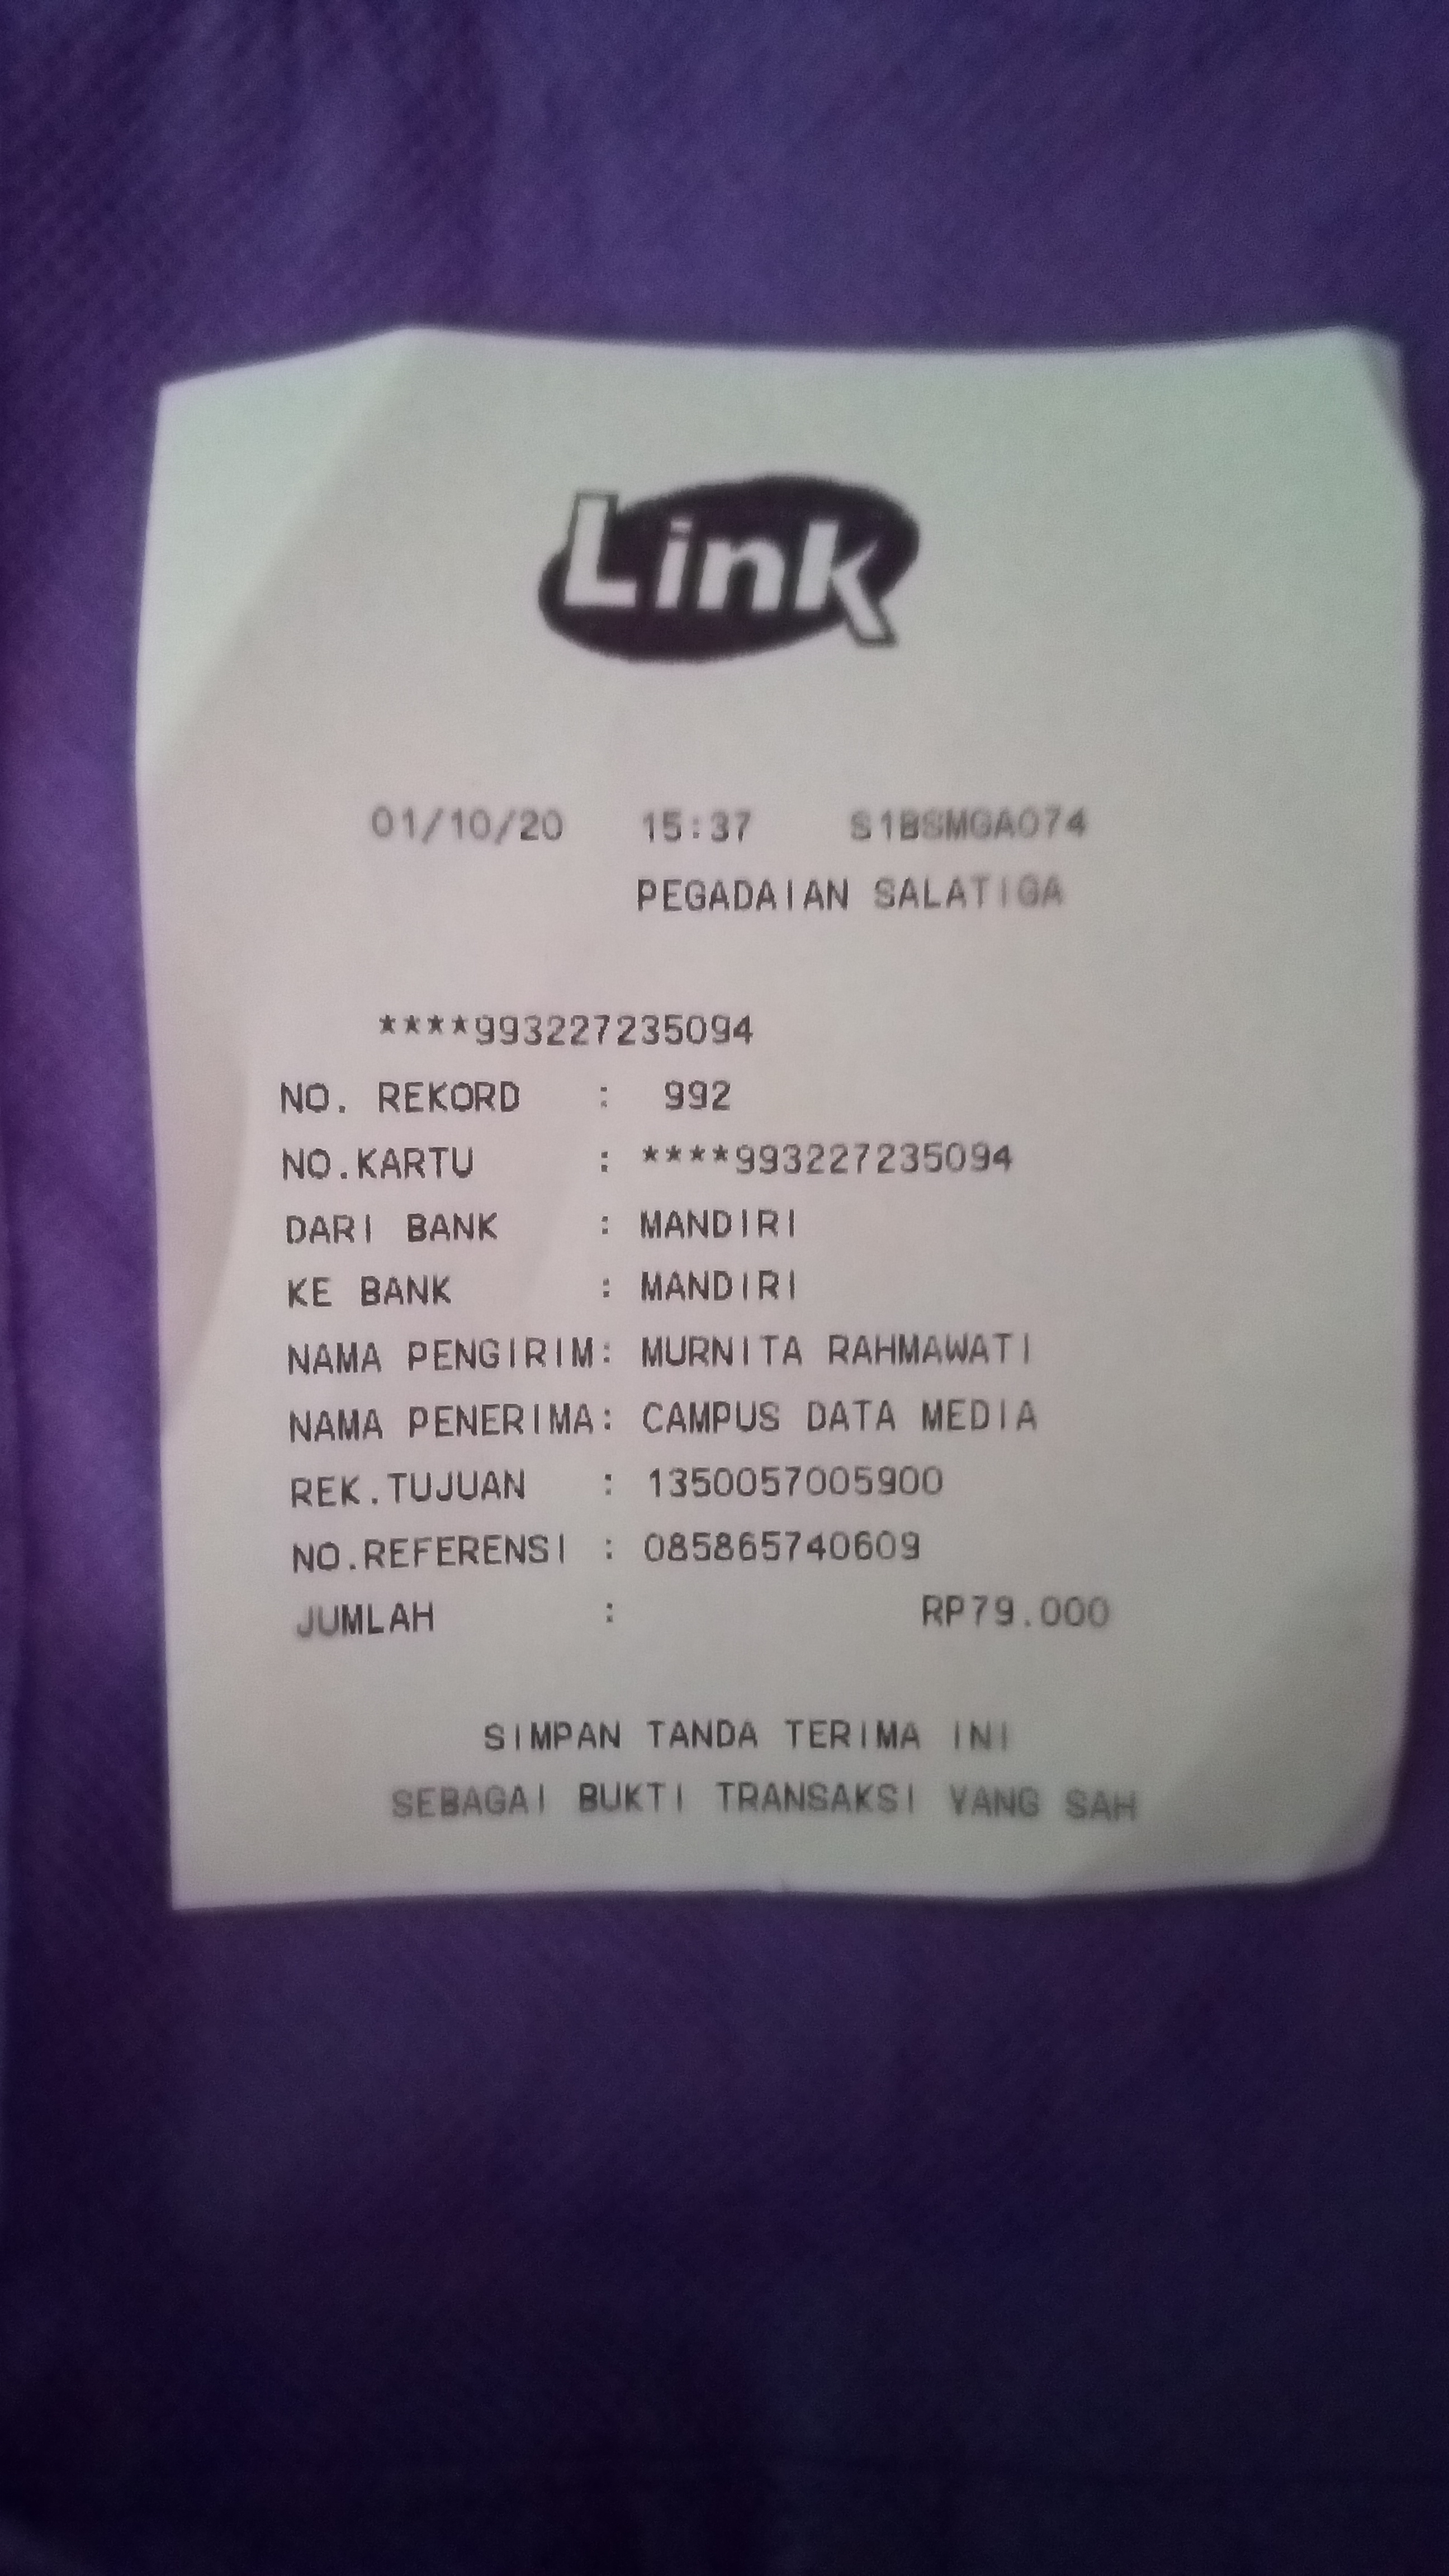 Link
01/10/20 15:37 S1BSMGA074
PEGADAIAN SALATIGA
****993227235094
NO. REKORD : 992
NO.KARTU : ****993227235094
DARI BANK : MANDIRI
KE BANK : MANDIRI
NAMA PENGIRIM: MURNITA RAHMAWATI
NAMA PENERIMA: CAMPUS DATA MEDIA
REK.TUJUAN : 1350057005900
NO.REFERENSI : 085865740609
JUMLAH : RP79.000
SIMPAN TANDA TERIMA INI
SEBAGAI BUKTI TRANSAKSI YANG SAH